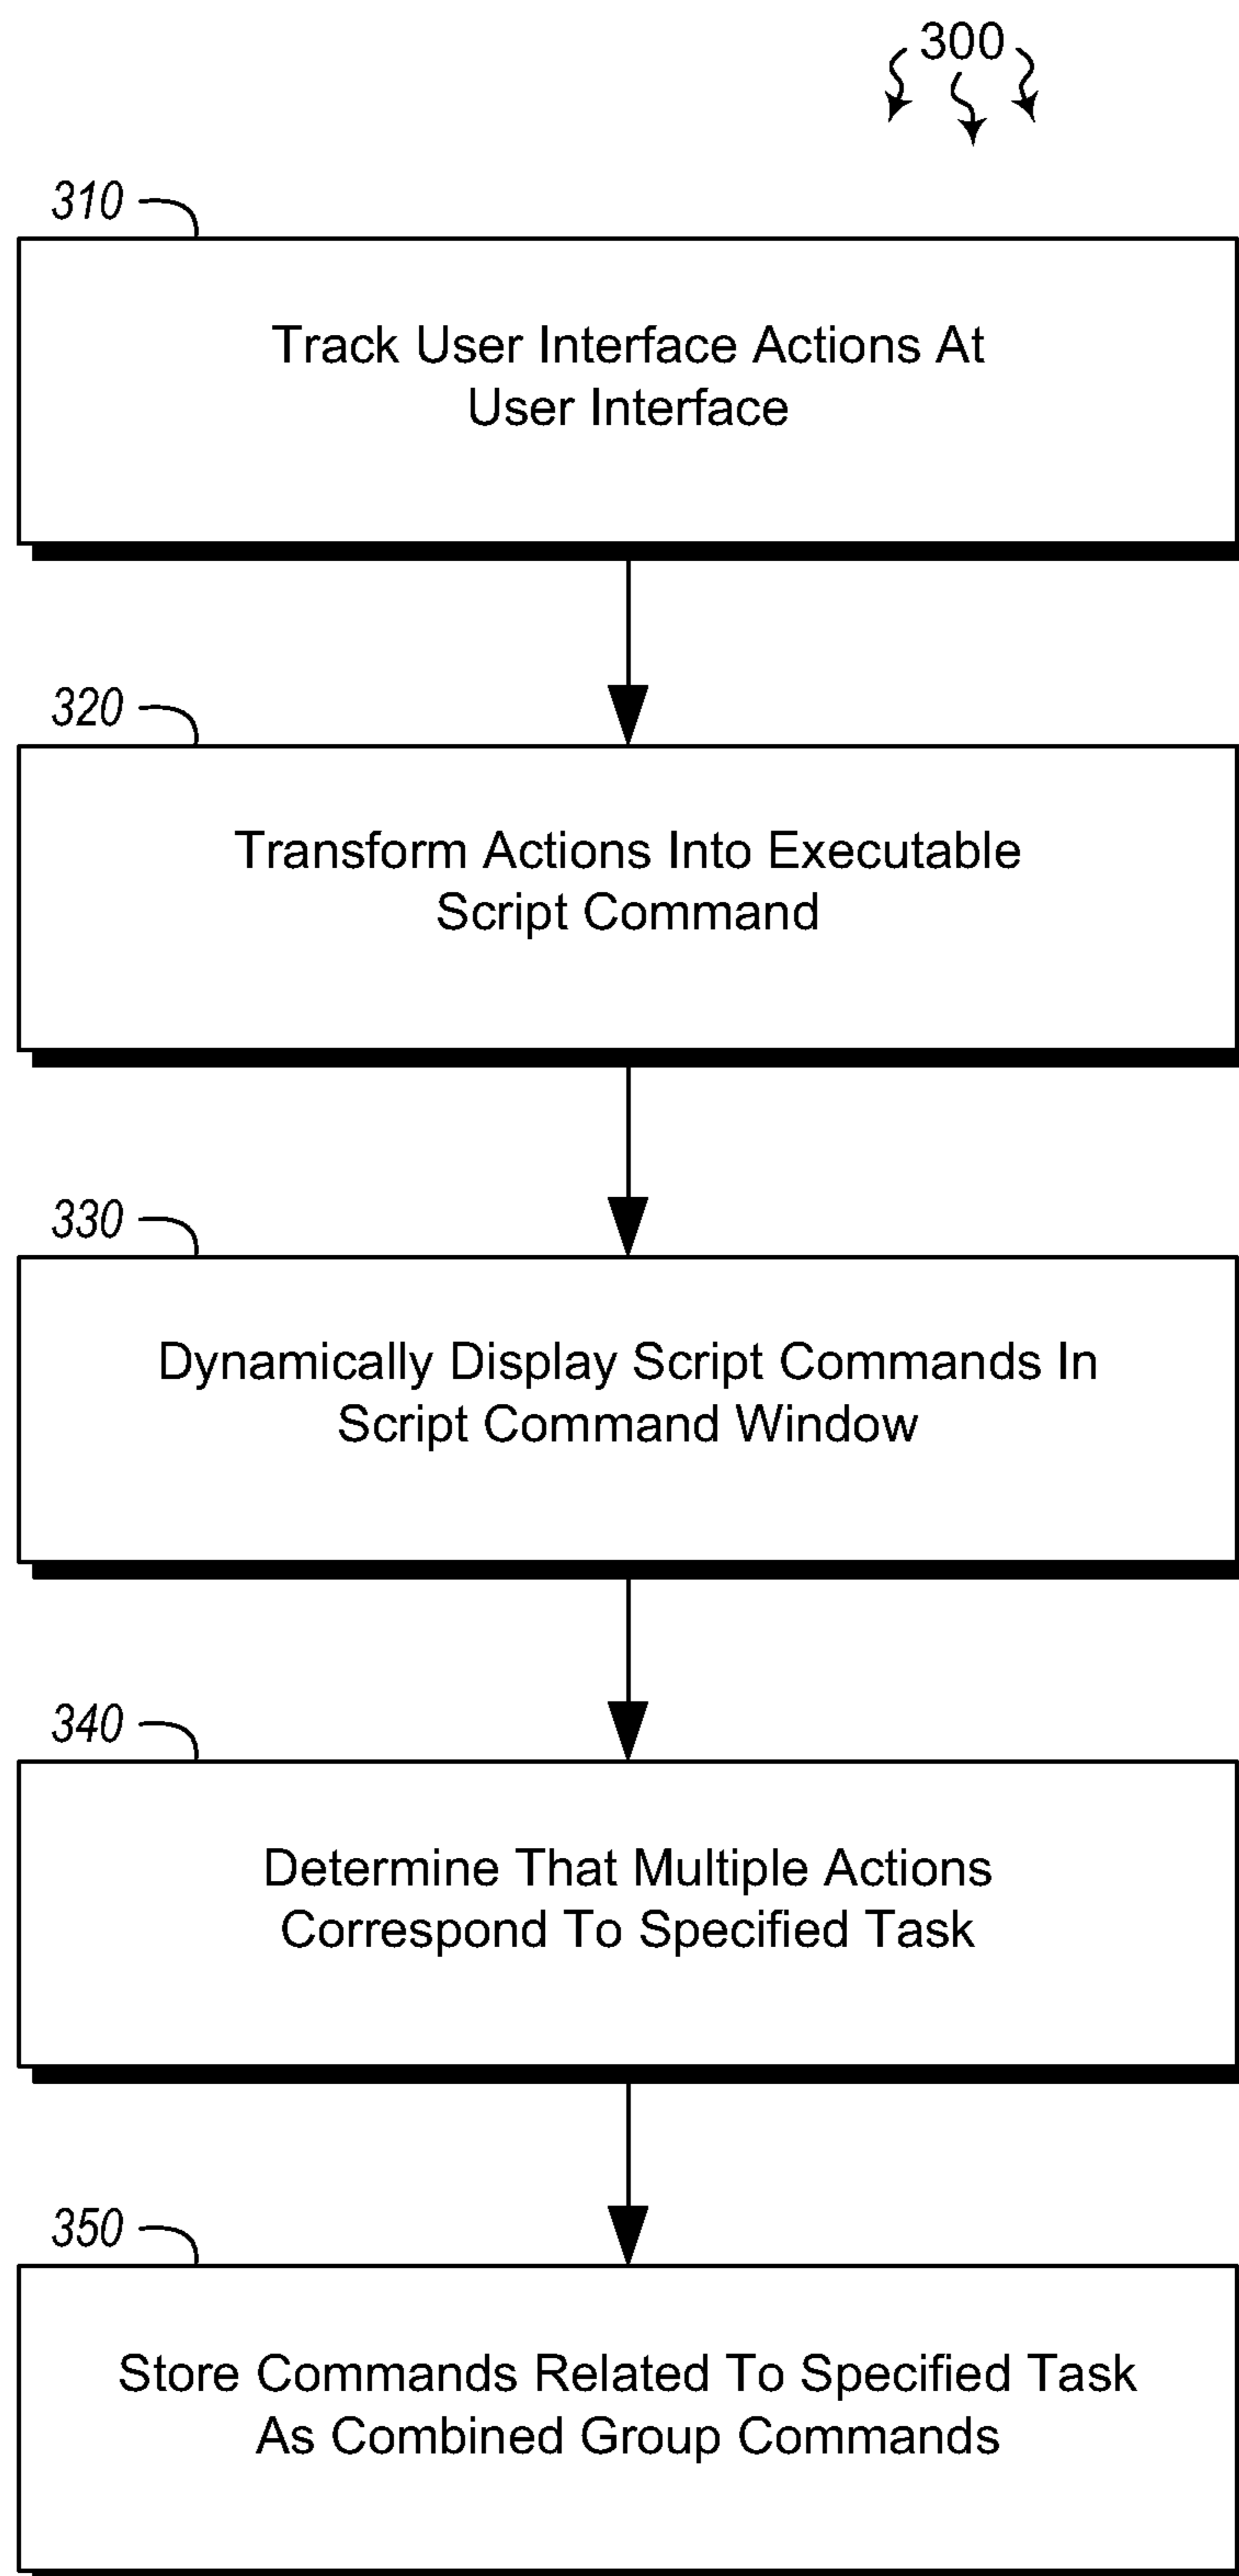 300
310
Track User Interface Actions At
User Interface
320
Transform Actions Into Executable
Script Command
330
Dynamically Display Script Commands In
Script Command Window
340
Determine That Multiple Actions
Correspond To Specified Task
350
Store Commands Related To Specified Task
As Combined Group Commands